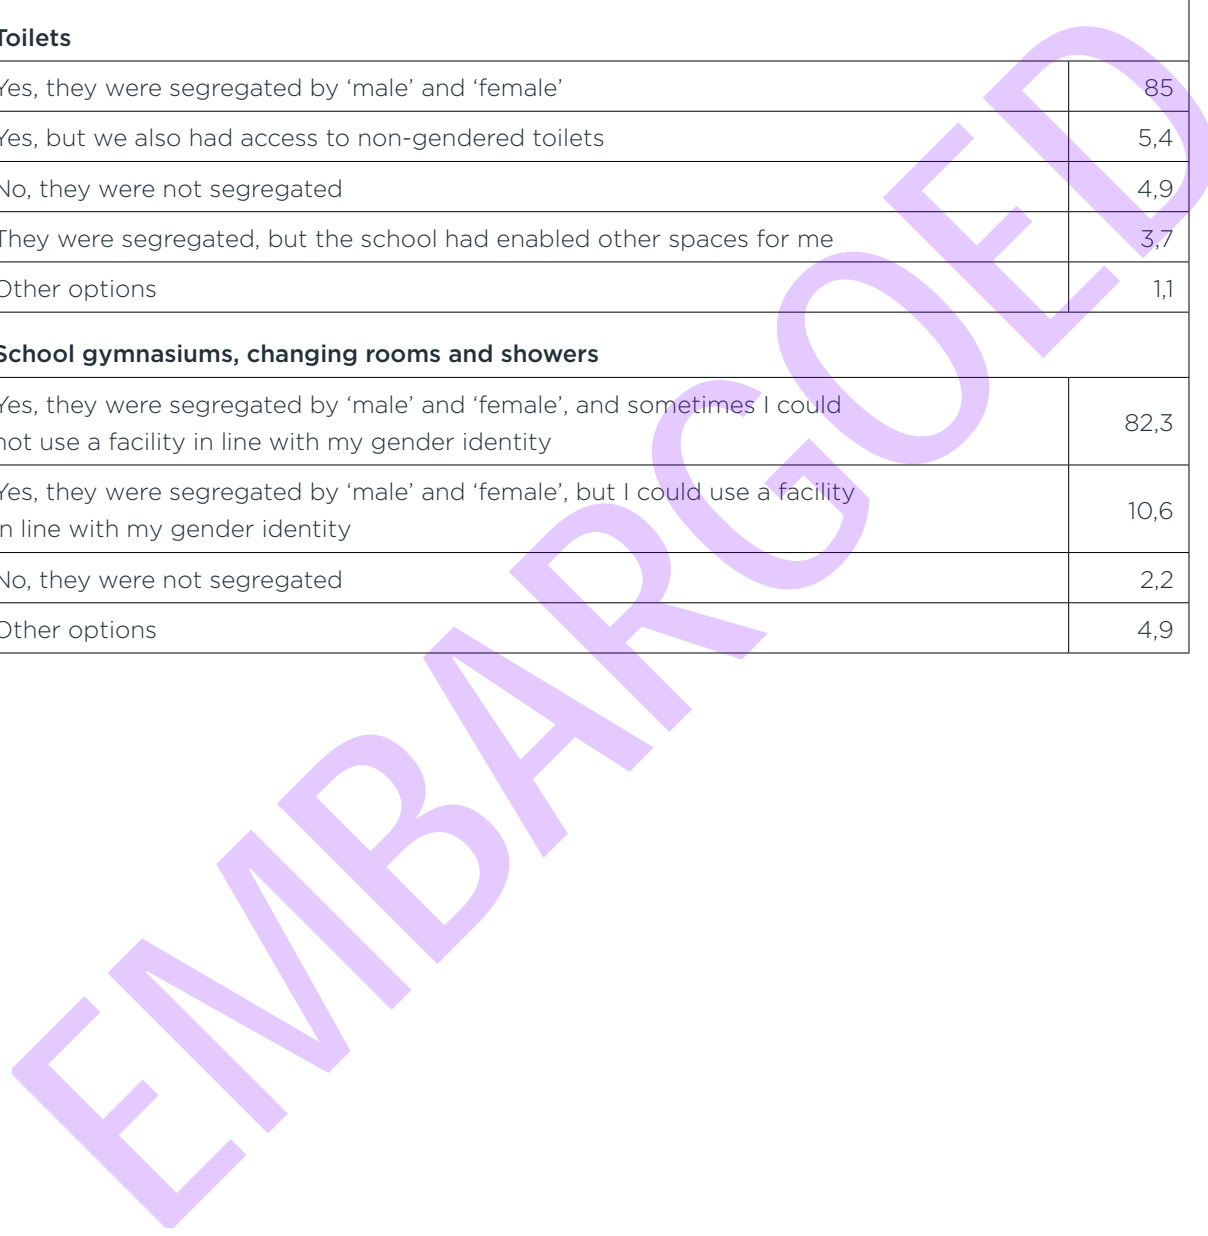 Toilets
Yes, they were segregated by ‘male’ and ‘female’ 85
Yes, but we also had access to non-gendered toilets 5,4
No, they were not segregated 4,9
They were segregated, but the school had enabled other spaces for me 3,7
Other options 1,1
School gymnasiums, changing rooms and showers
Yes, they were segregated by ‘male’ and ‘female’, and sometimes I could
not use a facility in line with my gender identity 82,3
Yes, they were segregated by ‘male’ and ‘female’, but I could use a facility
in line with my gender identity 10,6
No, they were not segregated 2,2
Other options 4,9
EMBARGOED